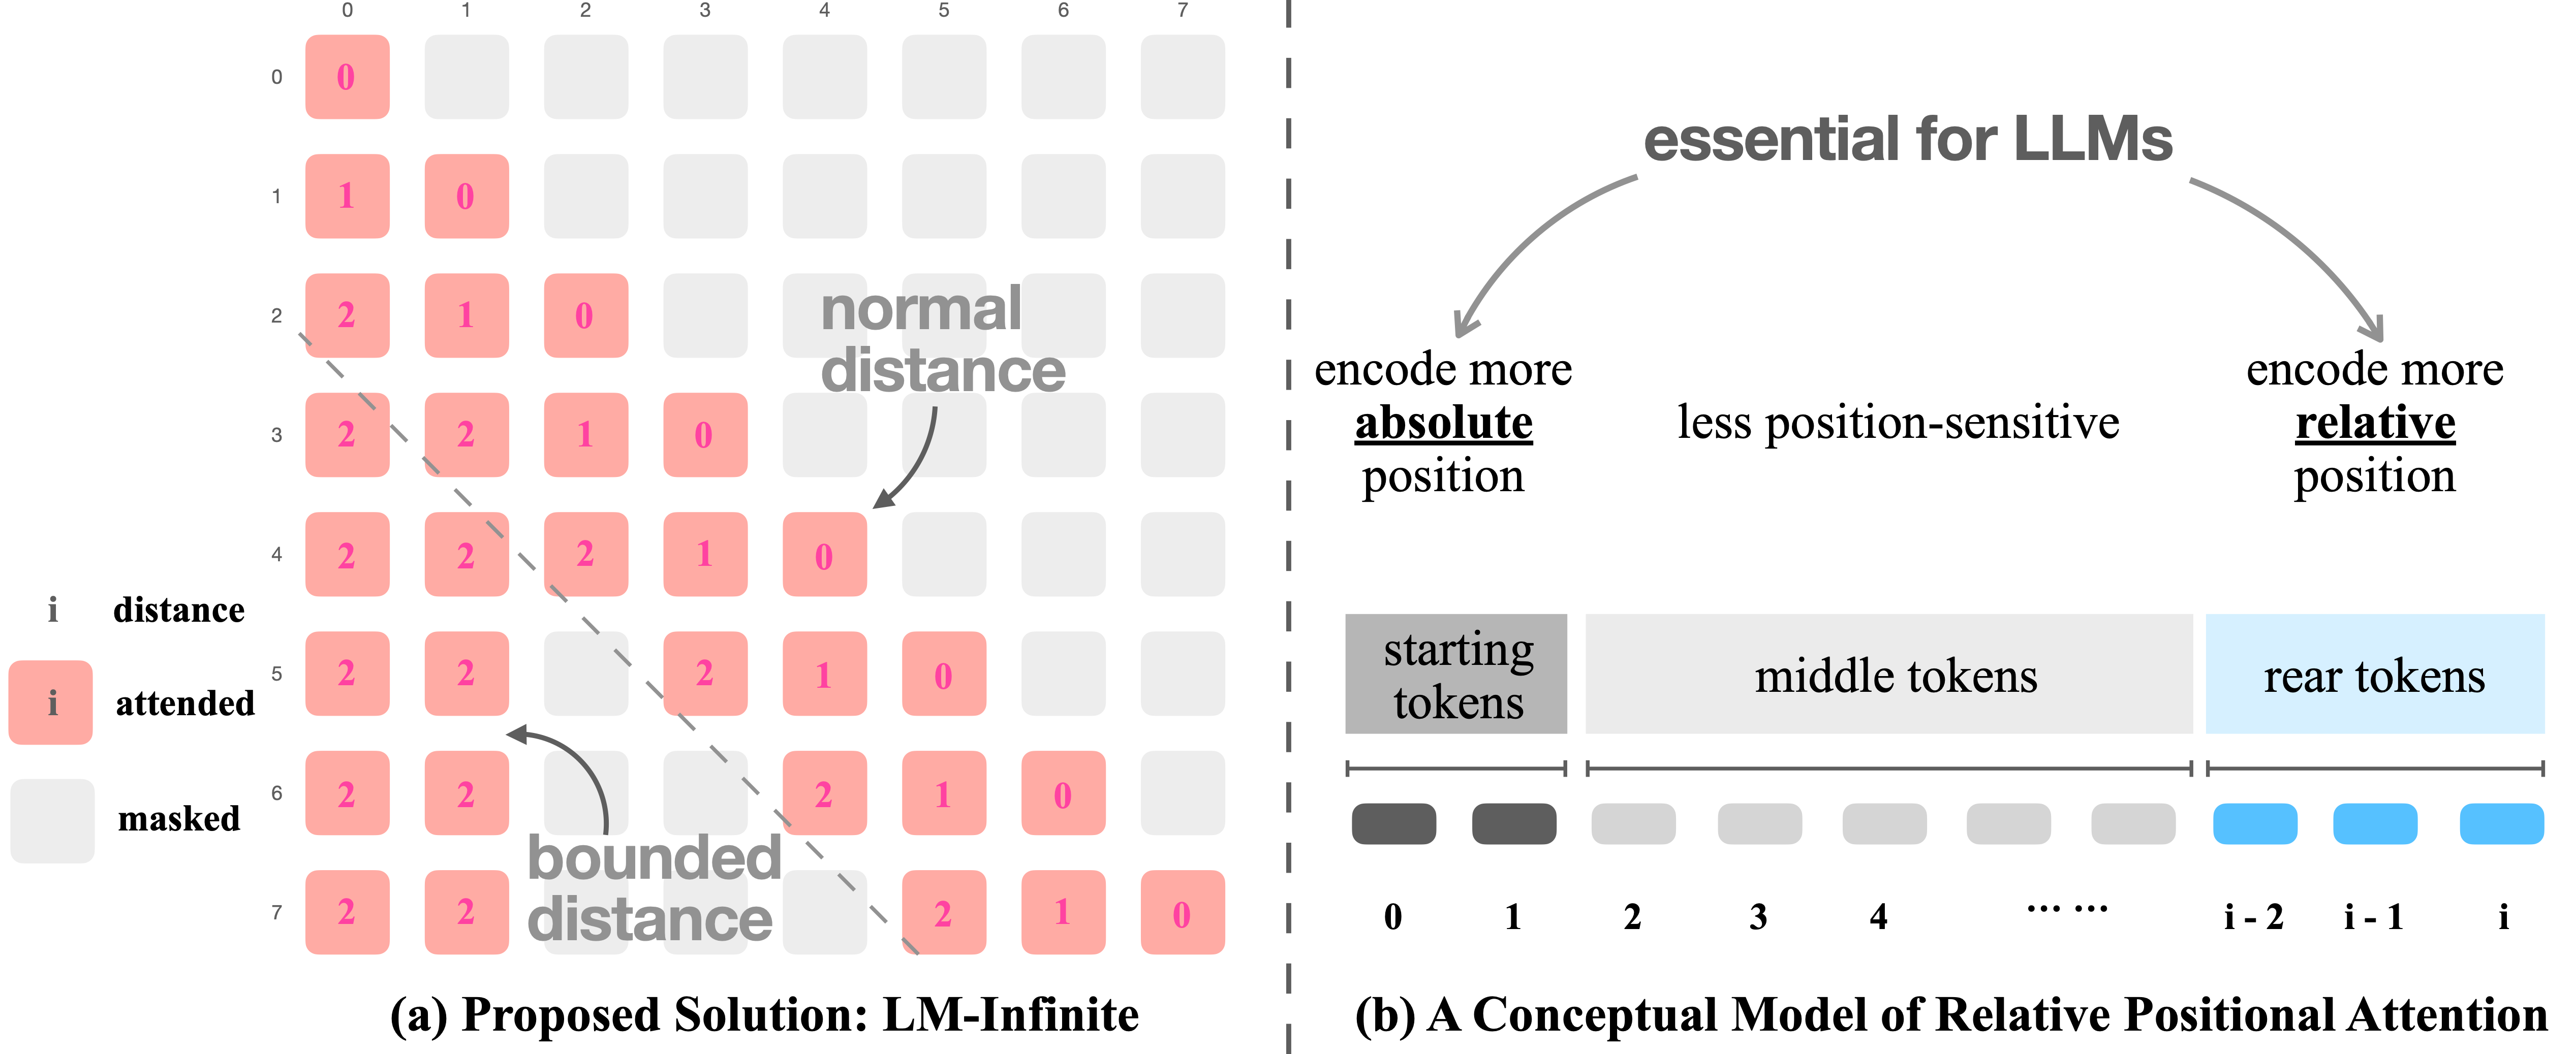 0 1 2 3 4 5 6 7
0 0
1 1 0
2 2 1 0
normal
distance
3 2 2 1 0
4 2 2 2 1 0
i distance
5 2 2 2 1 0
i attended
6 2 2 2 1 0
masked
bounded
distance
7 2 2 2 1 0
(a) Proposed Solution: LM-Infinite
essential for LLMs
encode more
absolute
position
less position-sensitive
encode more
relative
position
starting
tokens
middle tokens
rear tokens
0 1 2 3 4 ... ... i - 2 i - 1 i
(b) A Conceptual Model of Relative Positional Attention